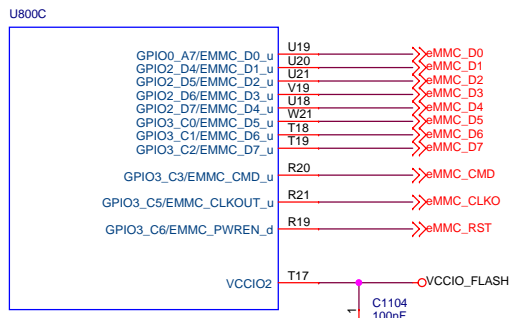 U800C
GPIO0_A7/EMMC_D0_u U19 eMMC_D0
GPIO2_D4/EMMC_D1_u U20 eMMC_D1
GPIO2_D5/EMMC_D2_u U21 eMMC_D2
GPIO2_D6/EMMC_D3_u V19 eMMC_D3
GPIO2_D7/EMMC_D4_u U18 eMMC_D4
GPIO3_C0/EMMC_D5_u W21 eMMC_D5
GPIO3_C1/EMMC_D6_u T18 eMMC_D6
GPIO3_C2/EMMC_D7_u T19 eMMC_D7
GPIO3_C3/EMMC_CMD_u R20 eMMC_CMD
GPIO3_C5/EMMC_CLKOUT_u R21 eMMC_CLKO
GPIO3_C6/EMMC_PWREN_d R19 eMMC_RST
VCCIO2 T17 VCCIO_FLASH
1 C1104
100nF